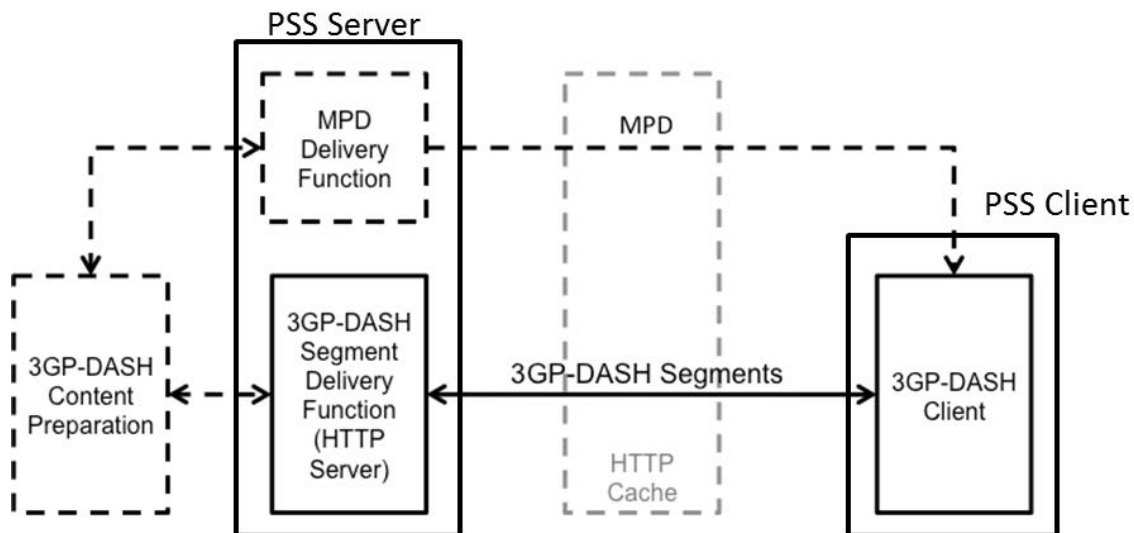 PSS Server
MPD
Delivery
Function
MPD
PSS Client
3GP-DASH
Content
Preparation
3GP-DASH
Segment
Delivery
Function
(HTTP
Server)
3GP-DASH Segments
3GP-DASH
Client
HTTP
Cache